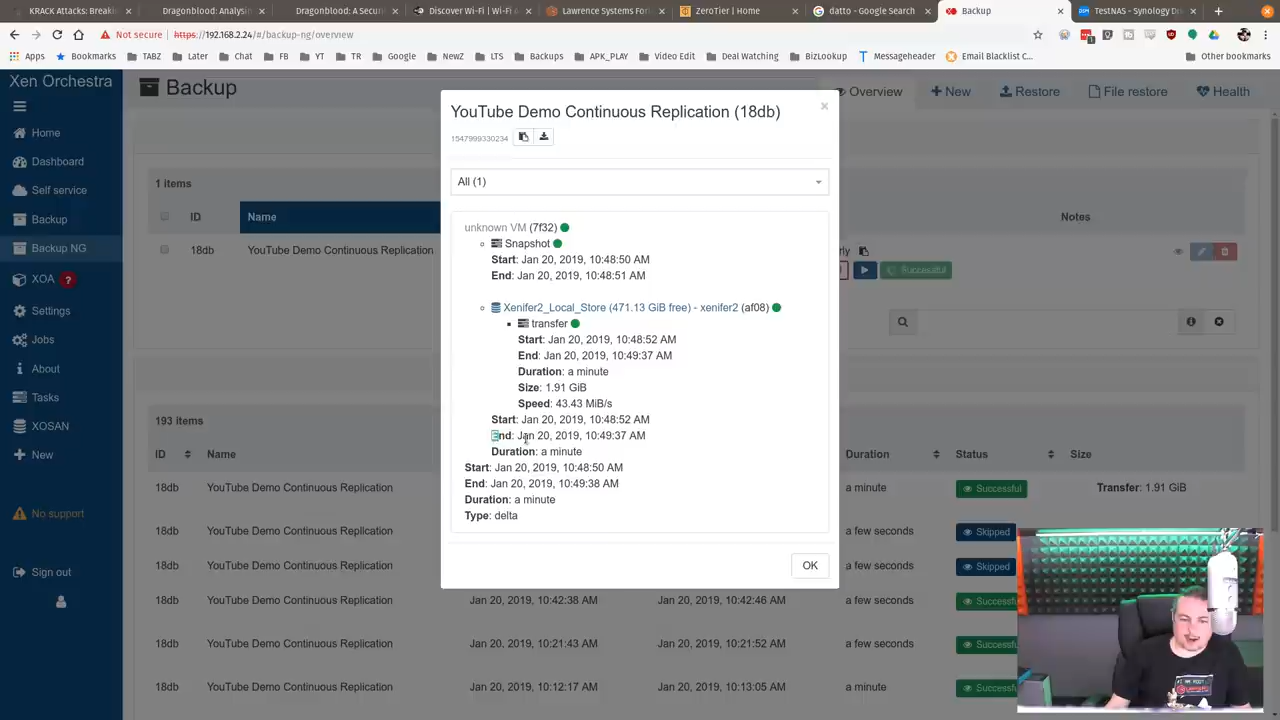 KRACK Attacks: Breakin
Dragonblood: Analysi
Dragonblood: A Securi
Discover Wi-Fi | Wi-Fi A
Lawrence Systems For
ZeroTier | Home
datto - Google Search
Backup
TestNAS - Synology De
Not secure | https://192.168.2.24/#/backup-ng/overview
Apps Bookmarks TABZ Later Chat FB YT TR Google NewZ LTS Backups APK_PLAY Video Edit Deal Watching BizLookup Messageheader Email Blacklist C... Other bookmarks
Xen Orchestra
Home
Dashboard
Self service
Backup
Backup NG
XOA ?
Settings
Jobs
About
Tasks
XOSAN
New
No support
Sign out
Backup
Overview
New
Restore
File restore
Health
1 items
ID Name Notes
18db YouTube Demo Continuous Replication
Successful
YouTube Demo Continuous Replication (18db)
1547999330234
All (1)
unknown VM (7f32)
Snapshot
Start: Jan 20, 2019, 10:48:50 AM
End: Jan 20, 2019, 10:48:51 AM
Xenifer2_Local_Store (471.13 GiB free) - xenifer2 (af08)
transfer
Start: Jan 20, 2019, 10:48:52 AM
End: Jan 20, 2019, 10:49:37 AM
Duration: a minute
Size: 1.91 GiB
Speed: 43.43 MiB/s
Start: Jan 20, 2019, 10:48:52 AM
End: Jan 20, 2019, 10:49:37 AM
Duration: a minute
Start: Jan 20, 2019, 10:48:50 AM
End: Jan 20, 2019, 10:49:38 AM
Duration: a minute
Type: delta
OK
193 items
ID Name Duration Status Size
18db YouTube Demo Continuous Replication a minute Successful Transfer: 1.91 GiB
18db YouTube Demo Continuous Replication a few seconds Skipped
18db YouTube Demo Continuous Replication a few seconds Skipped
18db YouTube Demo Continuous Replication Jan 20, 2019, 10:42:38 AM Jan 20, 2019, 10:42:46 AM a few seconds Successf
18db YouTube Demo Continuous Replication Jan 20, 2019, 10:21:43 AM Jan 20, 2019, 10:21:52 AM a few seconds Successf
18db YouTube Demo Continuous Replication Jan 20, 2019, 10:12:17 AM Jan 20, 2019, 10:13:05 AM a minute Successf